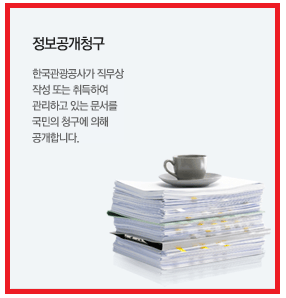 정보공개청구
한국관광공사가 직무상
작성 또는 취득하여
관리하고 있는 문서를
국민의 청구에 의해
공개합니다.